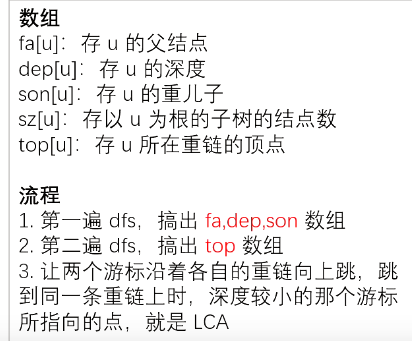 数组
fa[u]：存 u 的父结点
dep[u]：存 u 的深度
son[u]：存 u 的重儿子
sz[u]：存以 u 为根的子树的结点数
top[u]：存 u 所在重链的顶点
流程
1. 第一遍 dfs，搞出 fa,dep,son 数组
2. 第二遍 dfs，搞出 top 数组
3. 让两个游标沿着各自的重链向上跳，跳
到同一条重链上时，深度较小的那个游标
所指向的点，就是 LCA